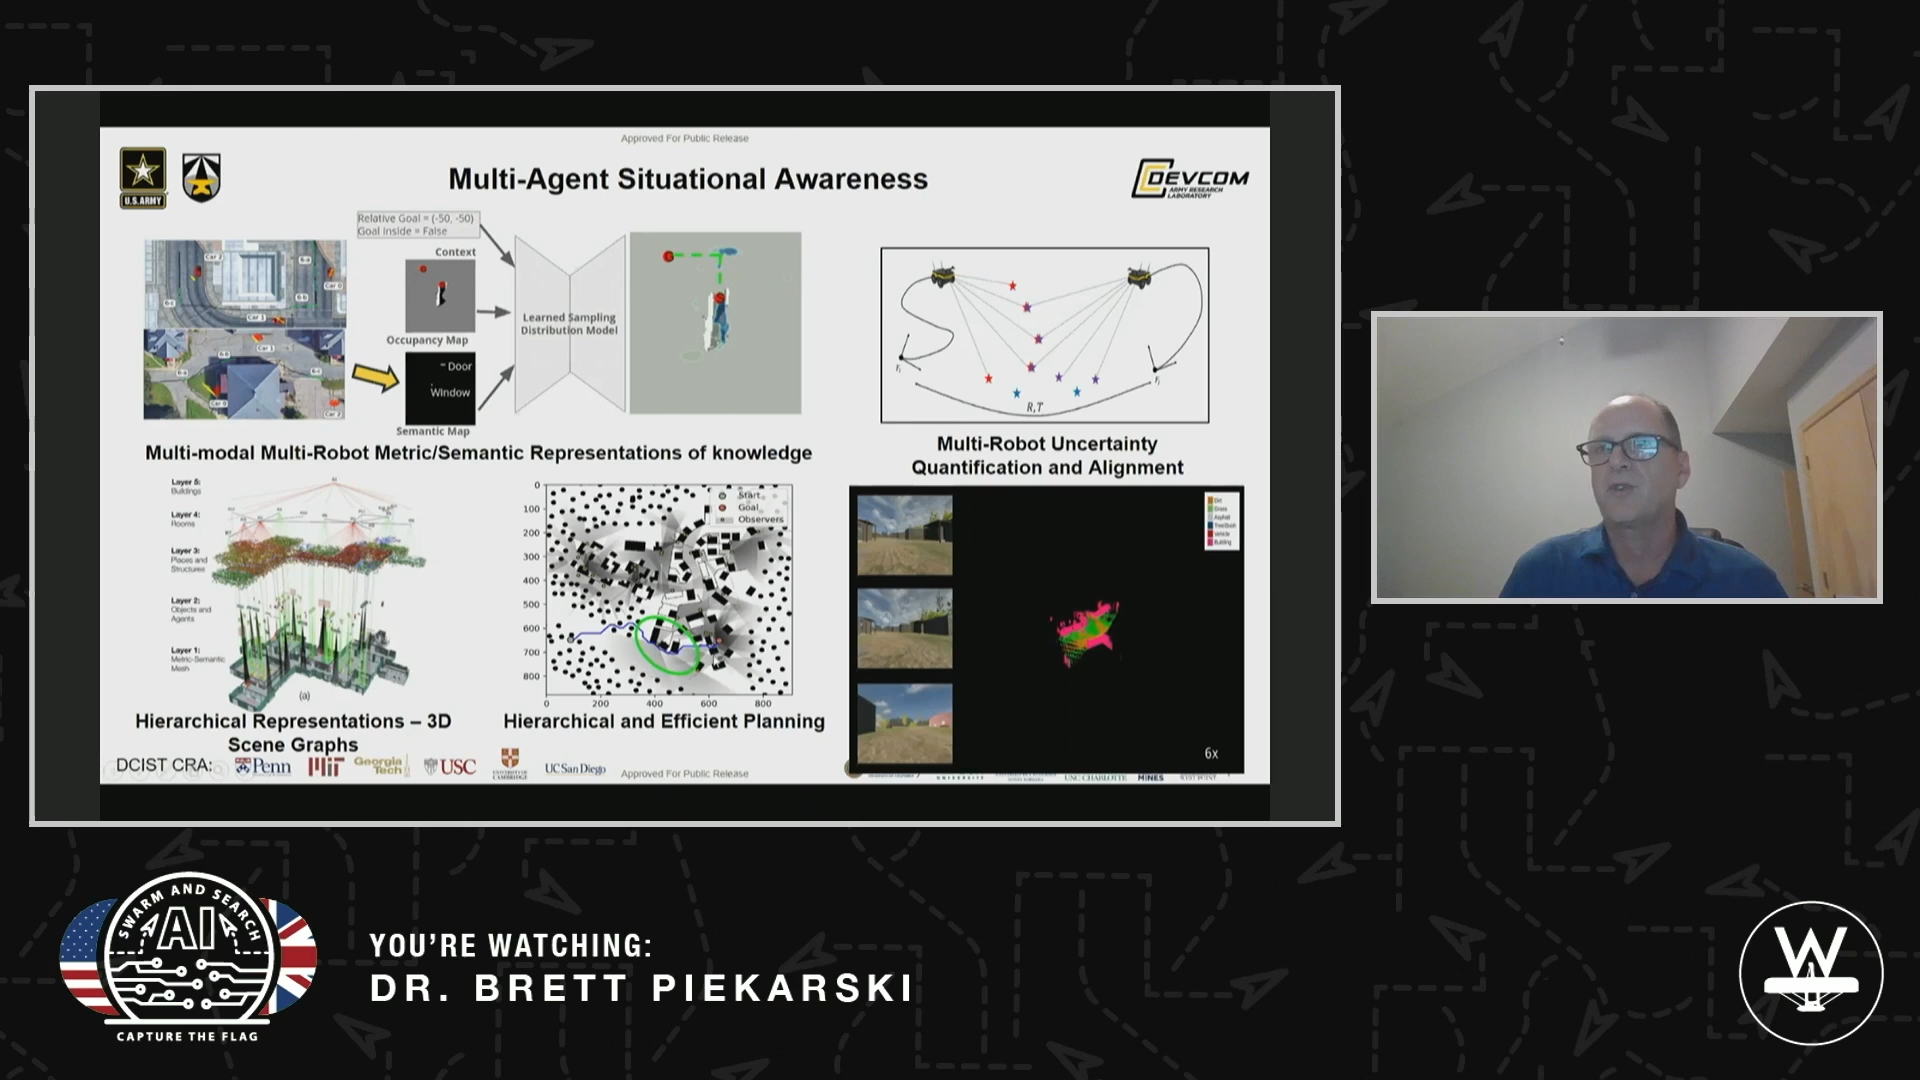 Approved For Public Release
U.S. ARMY
Multi-Agent Situational Awareness
DEVCOM
ARMY RESEARCH
LABORATORY
Relative Goal = (-50, -50)
Goal Inside = False
Context
Occupancy Map
Door
Window
Semantic Map
Learned Sampling
Distribution Model
R,T
Multi-modal Multi-Robot Metric/Semantic Representations of knowledge
Multi-Robot Uncertainty
Quantification and Alignment
Layer 5:
Buildings
Layer 4:
Rooms
Layer 3:
Places and
Structures
Layer 2:
Objects and
Agents
Layer 1:
Metric-Semantic
Mesh
(a)
Start
Goal
Observers
0
100
200
300
400
500
600
700
800
0 200 400 600 800
6x
Hierarchical Representations – 3D
Scene Graphs
Hierarchical and Efficient Planning
DCIST CRA:
Penn
MIT
Georgia
Tech
USC
UNIVERSITY OF
CAMBRIDGE
UC San Diego
Approved For Public Release
UNC CHARLOTTE
MINES
WEST POINT
SWARM AND SEARCH
AI
CAPTURE THE FLAG
YOU'RE WATCHING:
DR. BRETT PIEKARSKI
W